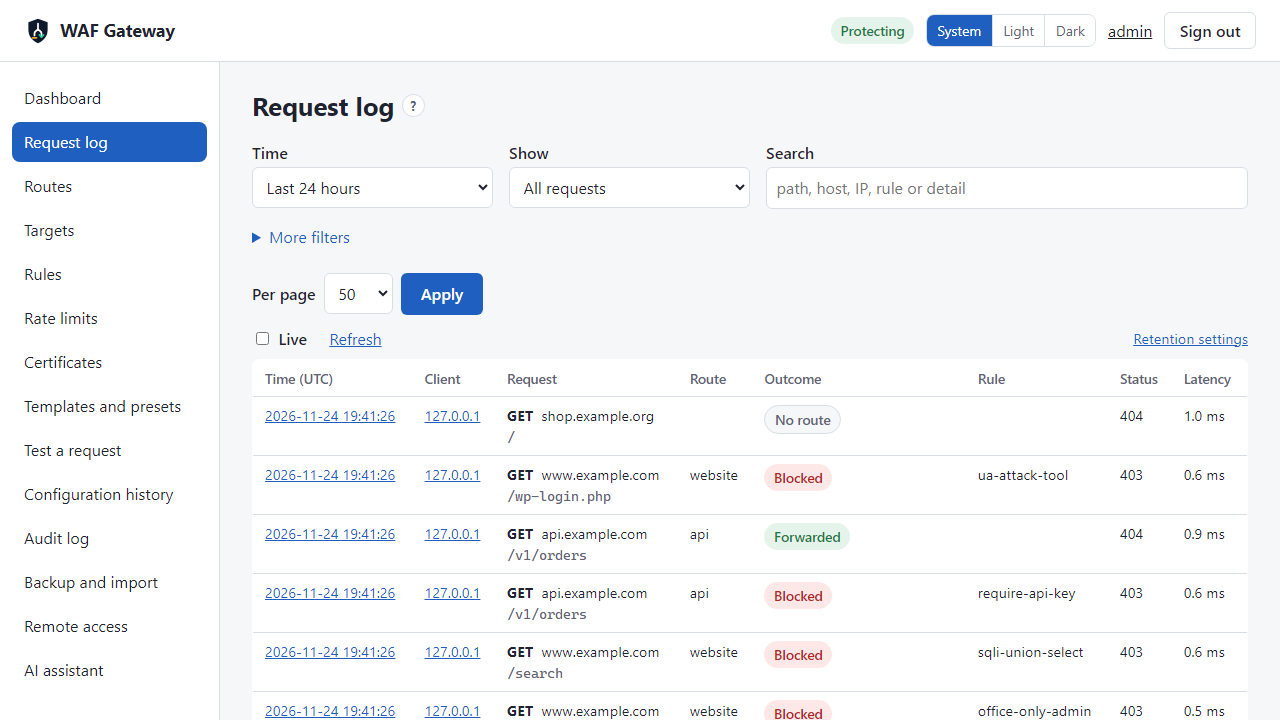 WAF Gateway
Protecting System Light Dark admin Sign out
Dashboard
Request log
Routes
Targets
Rules
Rate limits
Certificates
Templates and presets
Test a request
Configuration history
Audit log
Backup and import
Remote access
AI assistant
Request log ?
Time Show Search
Last 24 hours All requests path, host, IP, rule or detail
More filters
Per page 50 Apply
Live Refresh Retention settings
Time (UTC) Client Request Route Outcome Rule Status Latency
2026-11-24 19:41:26 127.0.0.1 GET shop.example.org No route 404 1.0 ms
/
2026-11-24 19:41:26 127.0.0.1 GET www.example.com website Blocked ua-attack-tool 403 0.6 ms
/wp-login.php
2026-11-24 19:41:26 127.0.0.1 GET api.example.com api Forwarded 404 0.9 ms
/v1/orders
2026-11-24 19:41:26 127.0.0.1 GET api.example.com api Blocked require-api-key 403 0.6 ms
/v1/orders
2026-11-24 19:41:26 127.0.0.1 GET www.example.com website Blocked sqli-union-select 403 0.6 ms
/search
2026-11-24 19:41:26 127.0.0.1 GET www.example.com website Blocked office-only-admin 403 0.5 ms